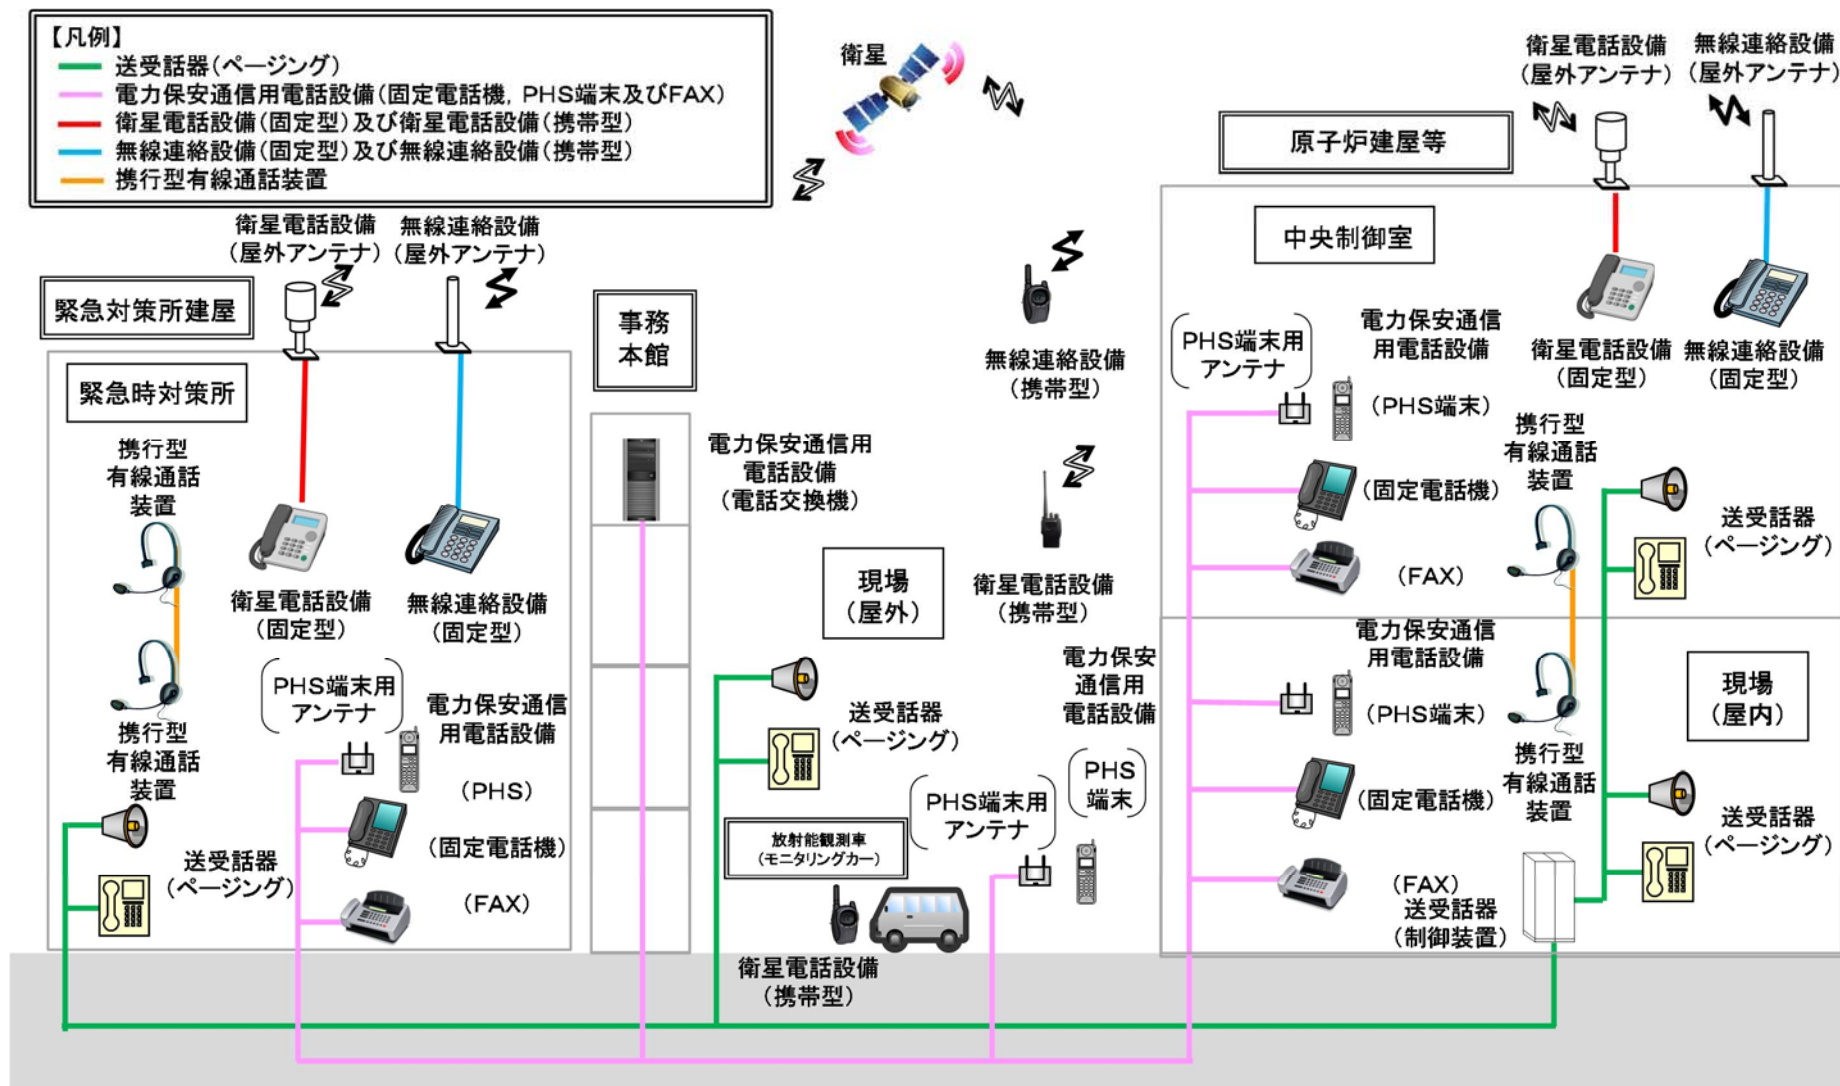 【凡例】
送受話器(ページング)
電力保安通信用電話設備(固定電話機，PHS端末及びFAX)
衛星電話設備(固定型)及び衛星電話設備(携帯型)
無線連絡設備(固定型)及び無線連絡設備(携帯型)
携行型有線通話装置
衛星
衛星電話設備
(屋外アンテナ)
無線連絡設備
(屋外アンテナ)
緊急対策所建屋
緊急時対策所
携行型
有線通話
装置
衛星電話設備
(固定型)
無線連絡設備
(固定型)
携行型
有線通話
装置
PHS端末用
アンテナ
電力保安通信
用電話設備
(PHS)
(固定電話機)
(FAX)
送受話器
(ページング)
事務
本館
電力保安通信用
電話設備
(電話交換機)
現場
(屋外)
送受話器
(ページング)
放射能観測車
(モニタリングカー)
衛星電話設備
(携帯型)
無線連絡設備
(携帯型)
衛星電話設備
(携帯型)
電力保安
通信用
電話設備
PHS
端末
PHS端末用
アンテナ
原子炉建屋等
衛星電話設備
(屋外アンテナ)
無線連絡設備
(屋外アンテナ)
中央制御室
PHS端末用
アンテナ
電力保安通信
用電話設備
(PHS端末)
(固定電話機)
(FAX)
衛星電話設備
(固定型)
無線連絡設備
(固定型)
携行型
有線通話
装置
送受話器
(ページング)
電力保安通信
用電話設備
(PHS端末)
(固定電話機)
(FAX)
送受話器
(制御装置)
携行型
有線通話
装置
現場
(屋内)
送受話器
(ページング)